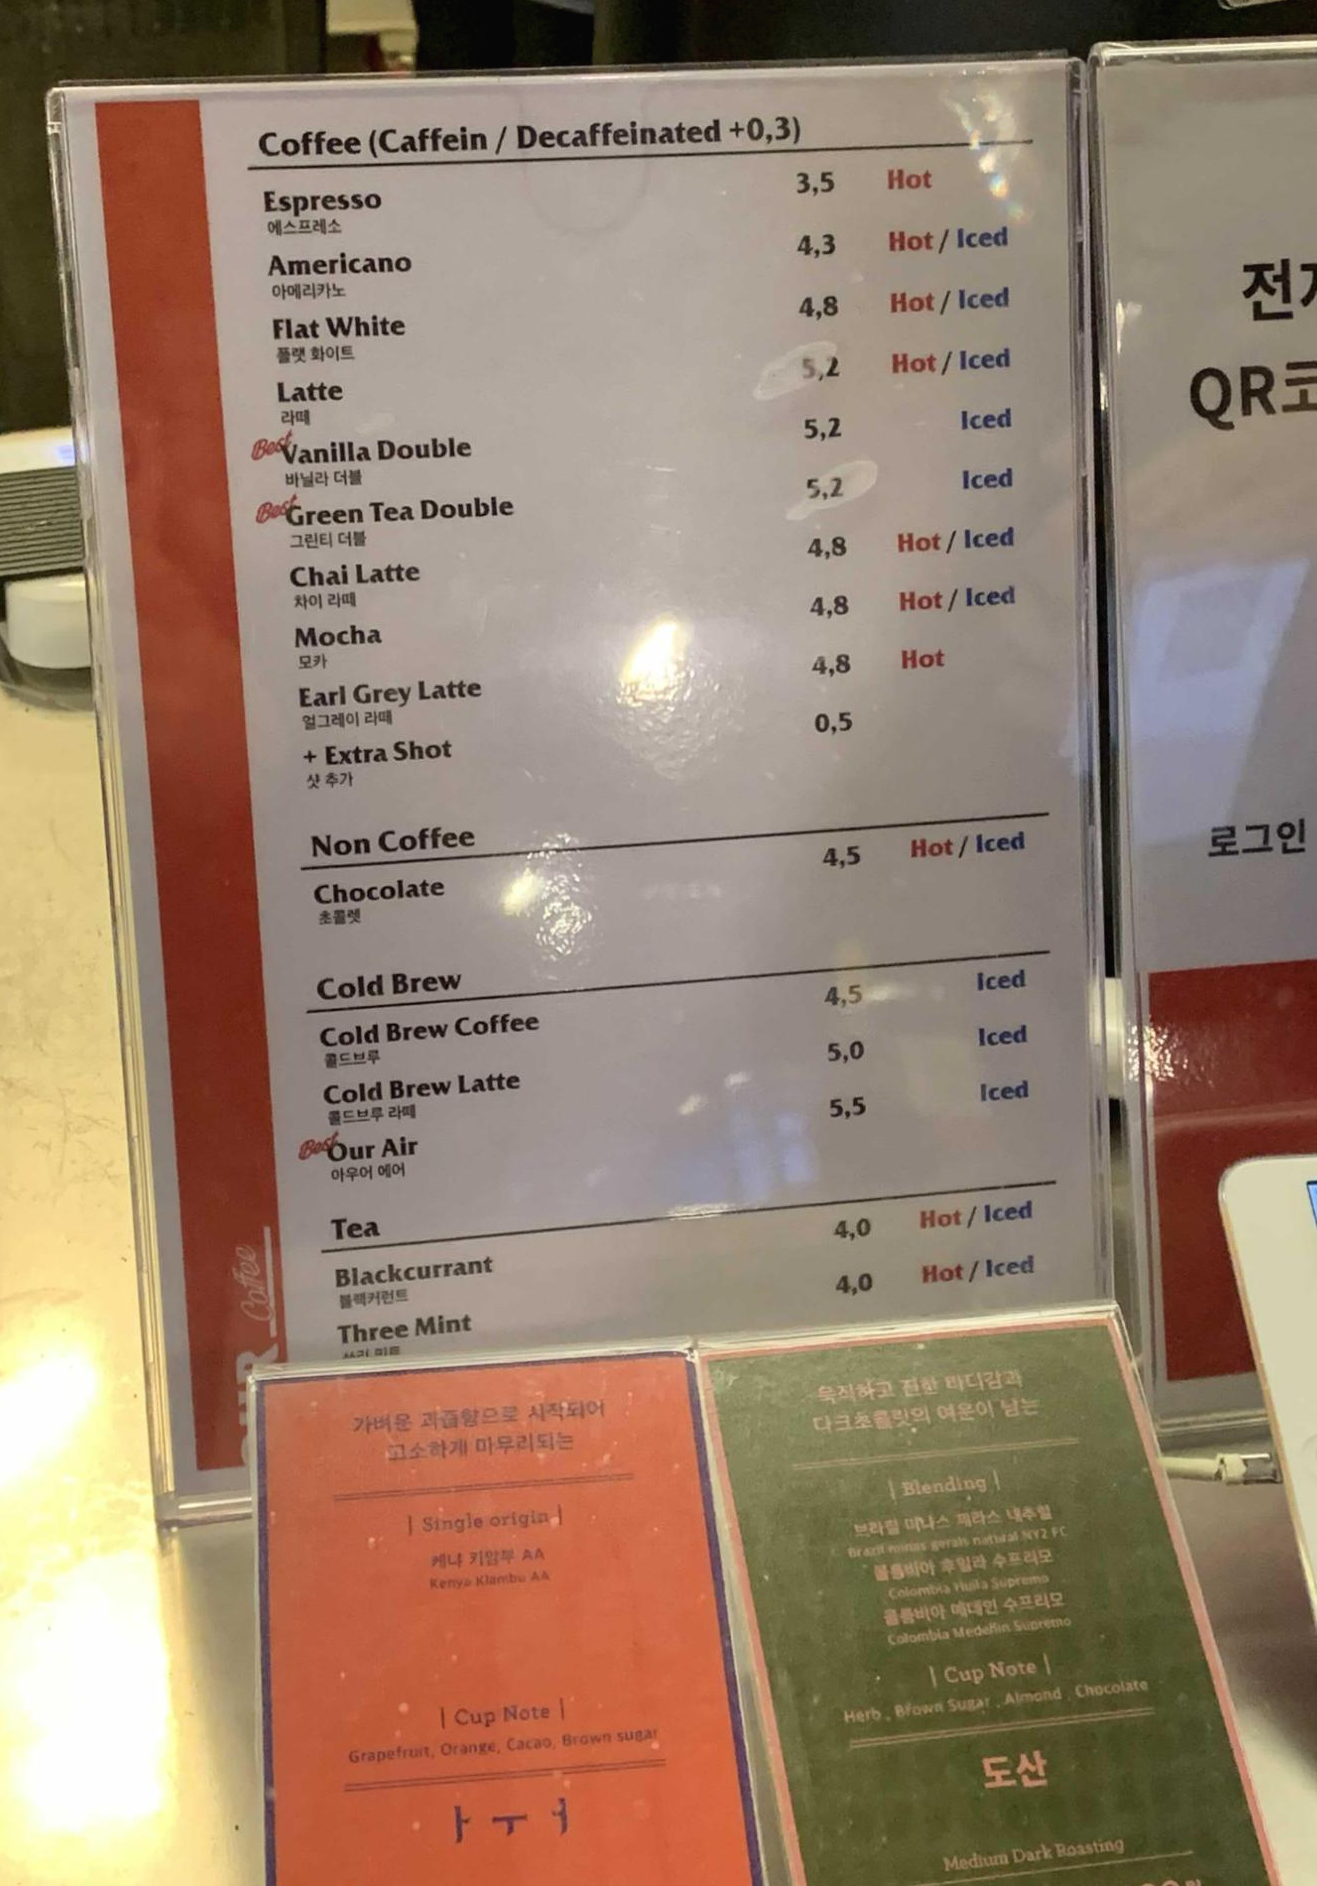 Coffee (Caffein / Decaffeinated +0,3)
Espresso 3,5 Hot
에스프레소
Americano 4,3 Hot / Iced
아메리카노
Flat White 4,8 Hot / Iced
플랫 화이트
Latte 5,2 Hot / Iced
라떼
Best Vanilla Double 5,2 Iced
바닐라 더블
Best Green Tea Double 5,2 Iced
그린티 더블
Chai Latte 4,8 Hot / Iced
차이 라떼
Mocha 4,8 Hot / Iced
모카
Earl Grey Latte 4,8 Hot
얼그레이 라떼
+ Extra Shot 0,5
샷 추가
Non Coffee
Chocolate 4,5 Hot / Iced
초콜렛
Cold Brew
Cold Brew Coffee 4,5 Iced
콜드브루
Cold Brew Latte 5,0 Iced
콜드브루 라떼
Best Our Air 5,5 Iced
아우어 에어
Tea
Blackcurrant 4,0 Hot / Iced
블랙커런트
Three Mint 4,0 Hot / Iced
Coffee
QR코
로그인
가벼운 과즙향으로 시작되어
고소하게 마무리되는
| Single origin |
케냐 키암부 AA
Kenya Kiambu AA
| Cup Note |
Grapefruit, Orange, Cacao, Brown sugar
ㅏㅜㅓ
묵직하고 진한 바디감과
다크초콜릿의 여운이 남는
| Blending |
브라질 미나스 제라스 내추럴
Brazil minas gerais natural NY2 FC
콜롬비아 후일라 수프리모
Colombia Huila Supremo
콜롬비아 메데인 수프리모
Colombia Medellin Supremo
| Cup Note |
Herb , Brown Sugar , Almond , Chocolate
도산
Medium Dark Roasting